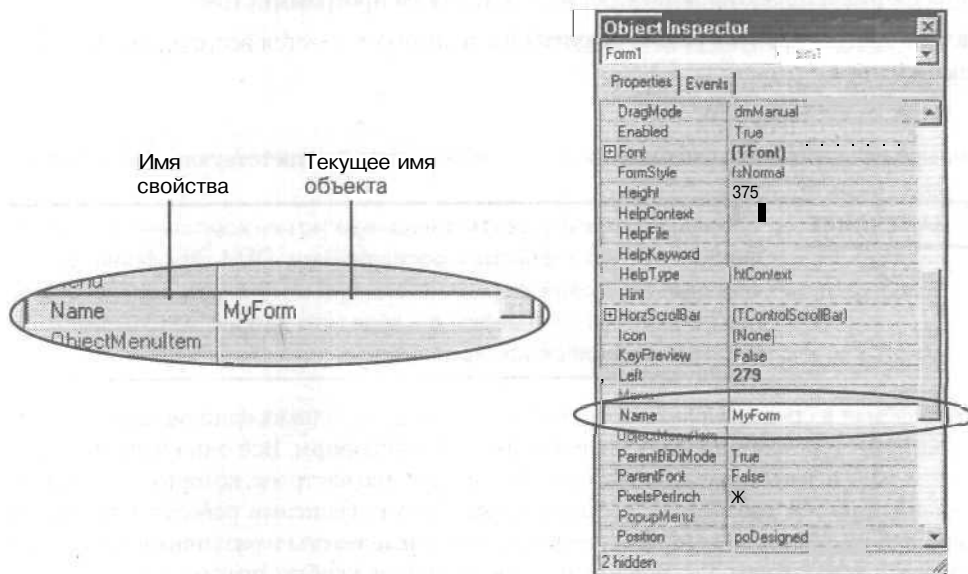 Имя свойства
Текущее имя объекта
Name MyForm
ObjectMenuItem
Object Inspector
Form1
Properties Events
DragMode dmManual
Enabled True
Font (TFont)
FormStyle fsNormal
Height 375
HelpContext
HelpFile
HelpKeyword
HelpType htContext
Hint
HorzScrollBar (TControlScrollBar)
Icon (None)
KeyPreview False
Left 279
Menu
Name MyForm
ObjectMenuItem
ParentBiDiMode True
ParentFont False
PixelsPerInch Ж
PopupMenu
Position poDesigned
2 hidden